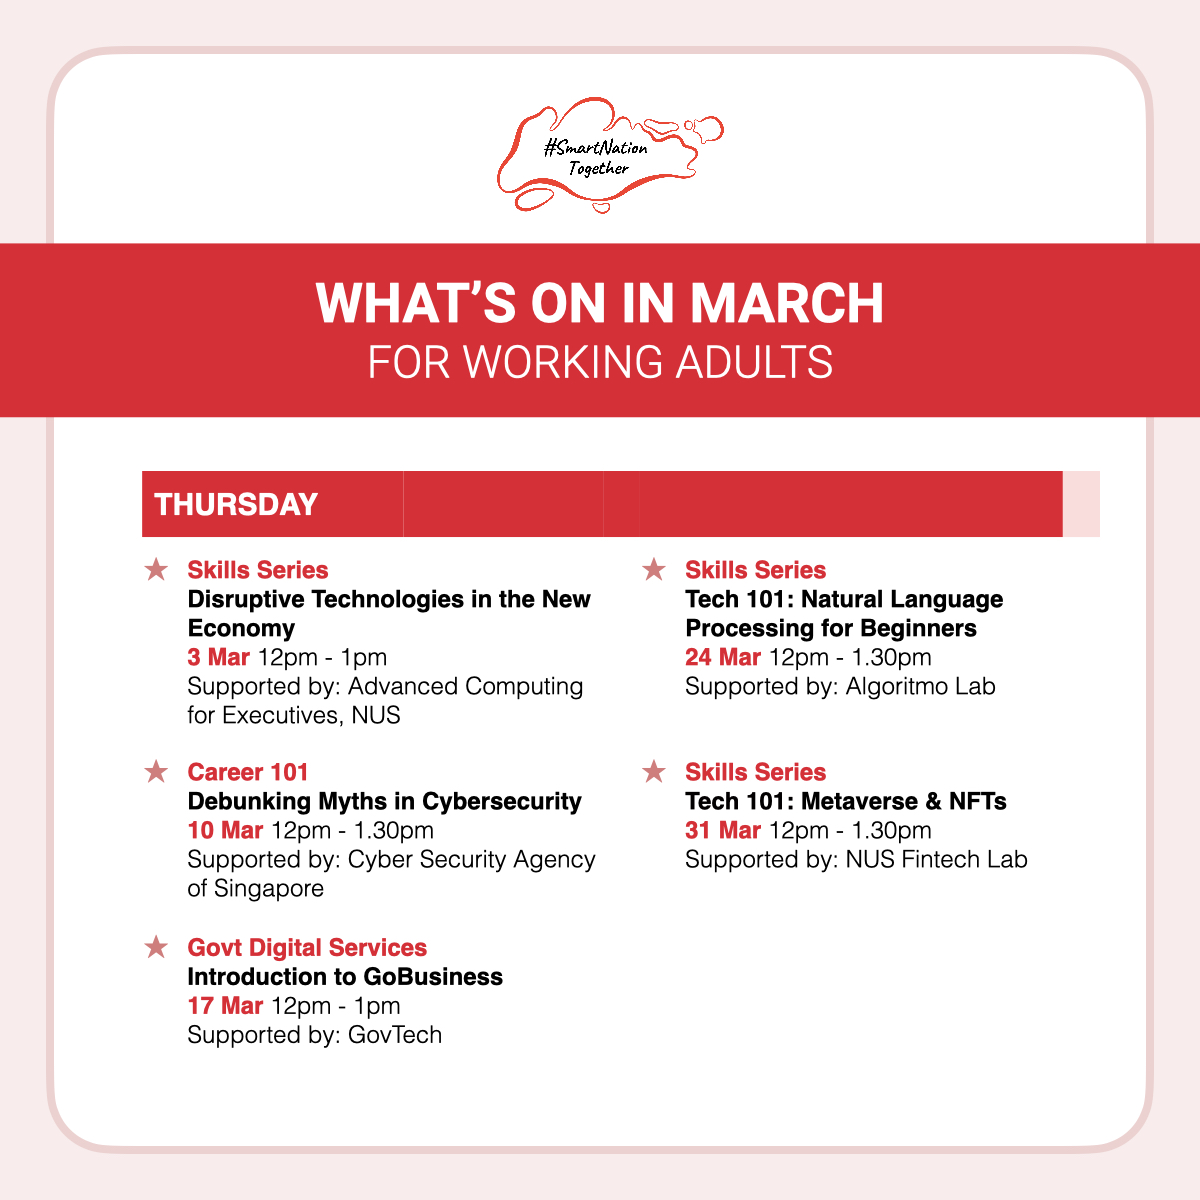 #SmartNation
Together
WHAT’S ON IN MARCH
FOR WORKING ADULTS
THURSDAY
Skills Series
Disruptive Technologies in the New
Economy
3 Mar 12pm - 1pm
Supported by: Advanced Computing
for Executives, NUS
Career 101
Debunking Myths in Cybersecurity
10 Mar 12pm - 1.30pm
Supported by: Cyber Security Agency
of Singapore
Govt Digital Services
Introduction to GoBusiness
17 Mar 12pm - 1pm
Supported by: GovTech
Skills Series
Tech 101: Natural Language
Processing for Beginners
24 Mar 12pm - 1.30pm
Supported by: Algoritmo Lab
Skills Series
Tech 101: Metaverse & NFTs
31 Mar 12pm - 1.30pm
Supported by: NUS Fintech Lab